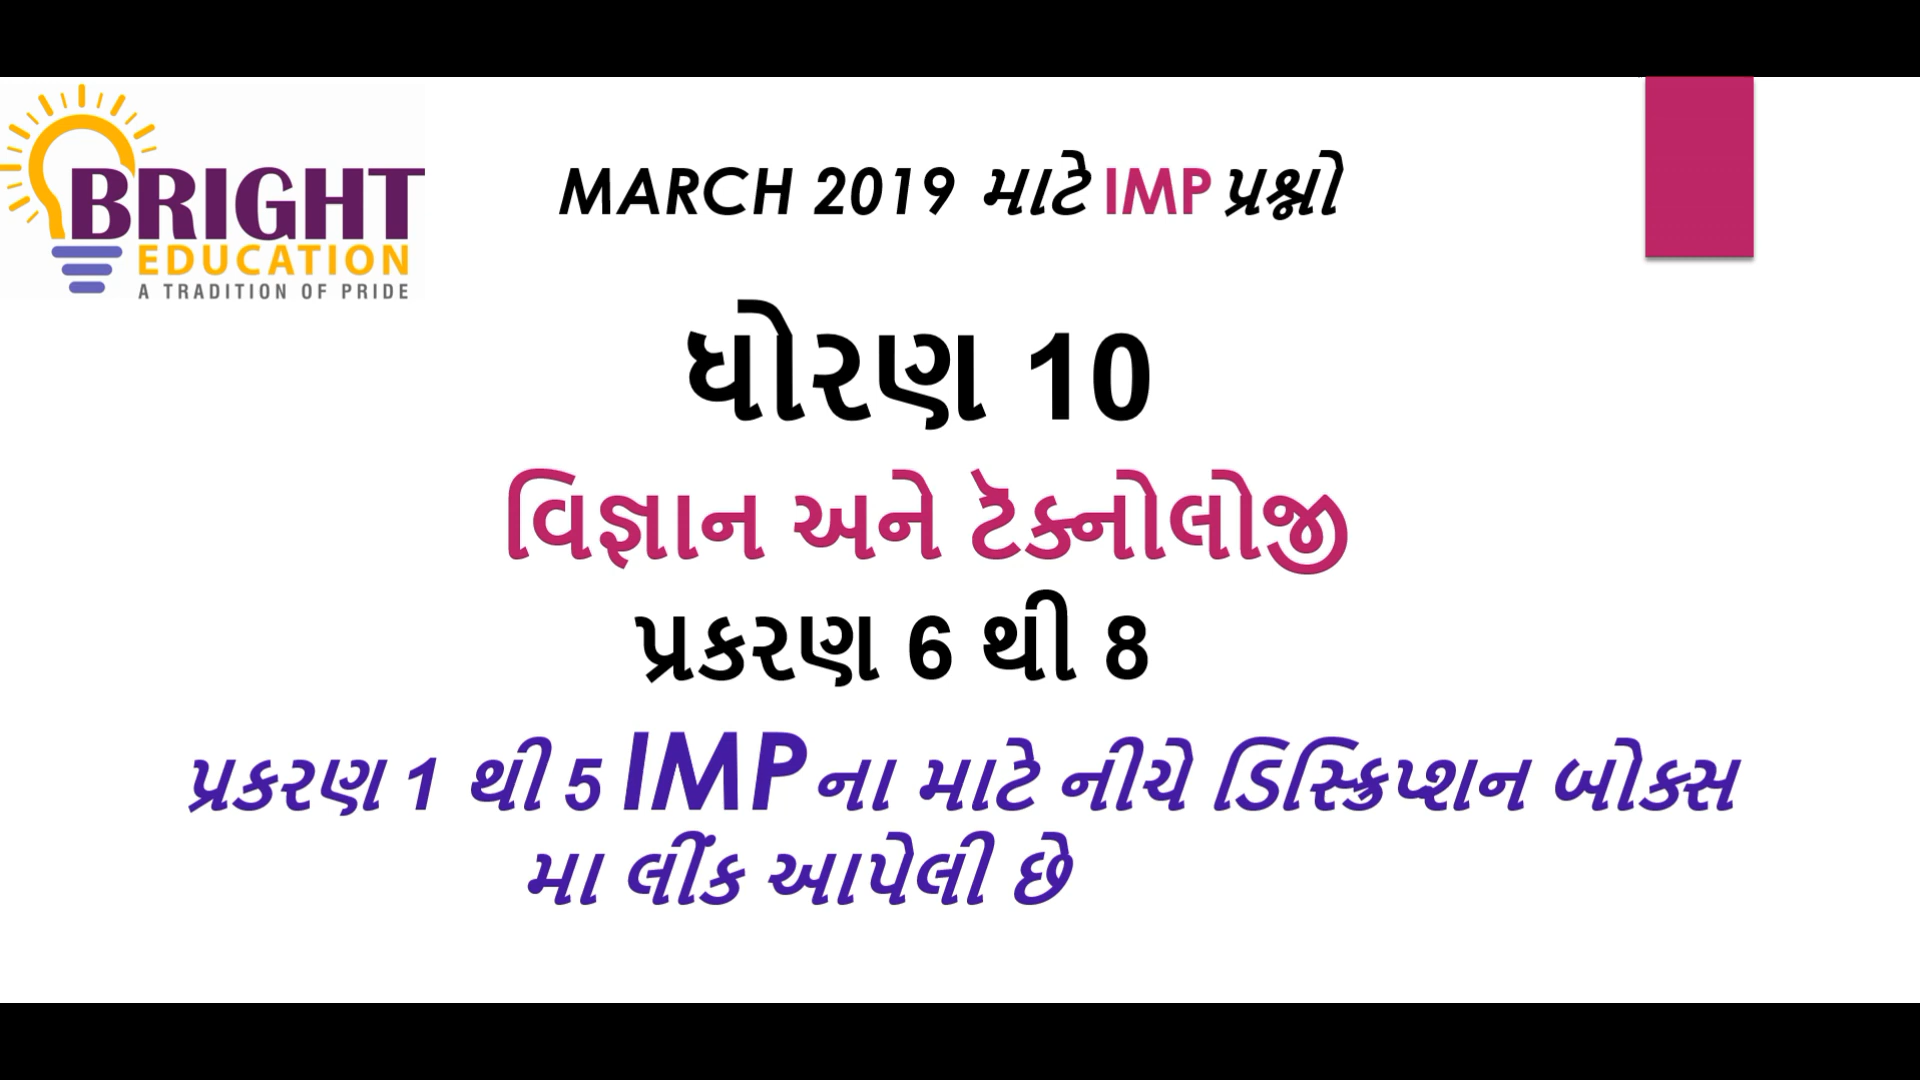 BRIGHT
EDUCATION
A TRADITION OF PRIDE
MARCH 2019 માટે IMP પ્રશ્નો
ધોરણ 10
વિજ્ઞાન અને ટૅક્નોલોજી
પ્રકરણ 6 થી 8
પ્રકરણ 1 થી 5 IMP ના માટે નીચે ડિસ્ક્રિપ્શન બોક્સ
મા લીંક આપેલી છે